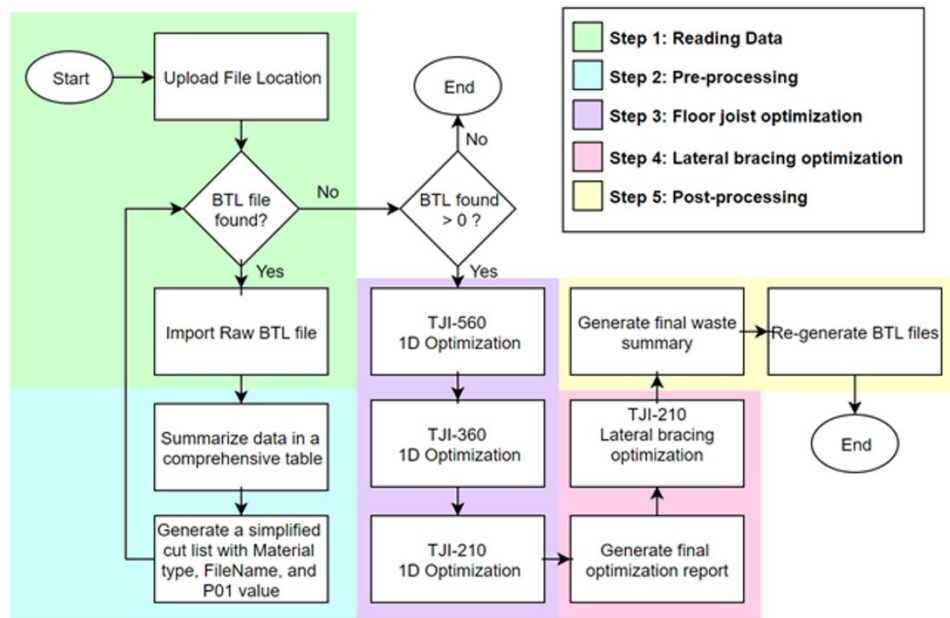 Start
Upload File Location
BTL file
found?
No
Yes
Import Raw BTL file
Summarize data in a
comprehensive table
Generate a simplified
cut list with Material
type, FileName, and
P01 value
End
No
BTL found
> 0 ?
Yes
TJI-560
1D Optimization
TJI-360
1D Optimization
TJI-210
1D Optimization
Generate final
optimization report
TJI-210
Lateral bracing
optimization
Generate final waste
summary
Re-generate BTL files
End
Step 1: Reading Data
Step 2: Pre-processing
Step 3: Floor joist optimization
Step 4: Lateral bracing optimization
Step 5: Post-processing